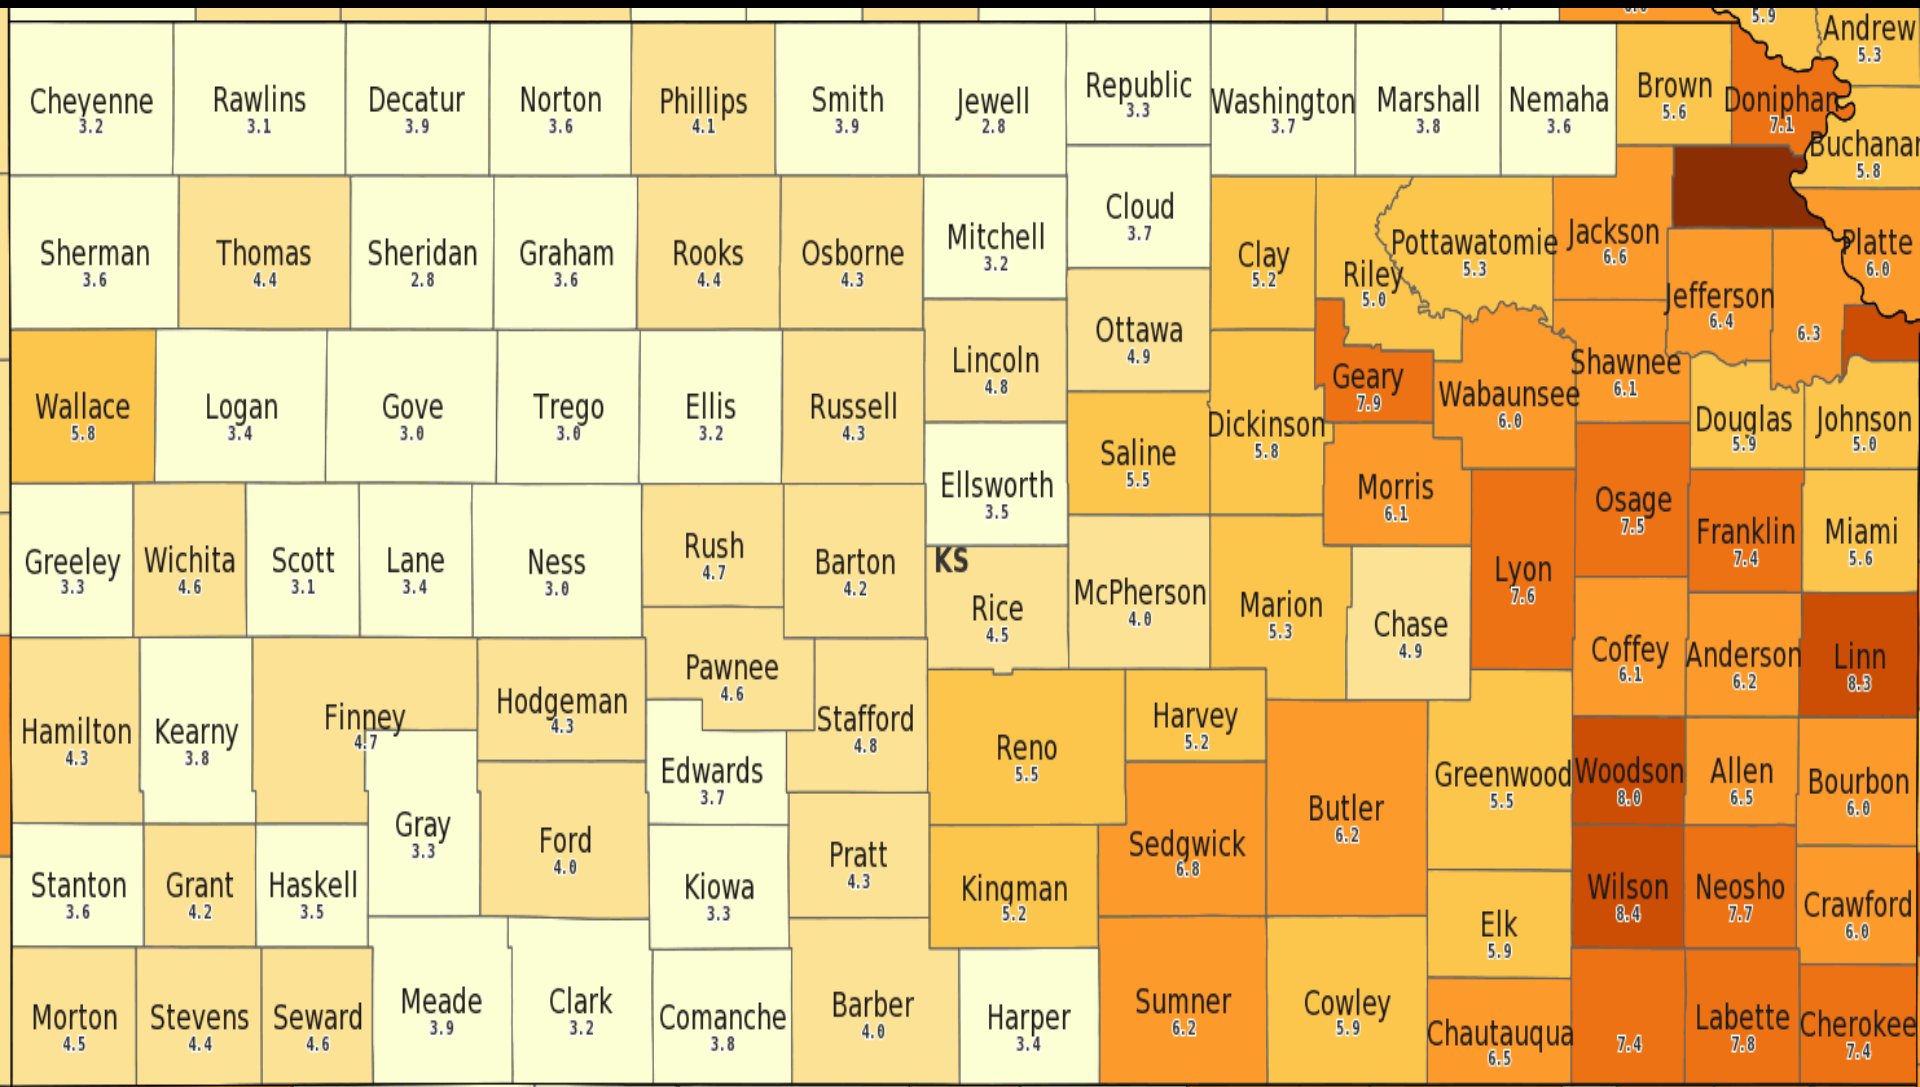 5.9
Andrew
5.3
Cheyenne
3.2
Rawlins
3.1
Decatur
3.9
Norton
3.6
Phillips
4.1
Smith
3.9
Jewell
2.8
Republic
3.3
Washington
3.7
Marshall
3.8
Nemaha
3.6
Brown
5.6
Doniphan
7.1
Buchanan
5.8
Sherman
3.6
Thomas
4.4
Sheridan
2.8
Graham
3.6
Rooks
4.4
Osborne
4.3
Mitchell
3.2
Cloud
3.7
Clay
5.2
Riley
5.0
Pottawatomie
5.3
Jackson
6.6
Jefferson
6.4
6.3
Platte
6.0
Wallace
5.8
Logan
3.4
Gove
3.0
Trego
3.0
Ellis
3.2
Russell
4.3
Lincoln
4.8
Ottawa
4.9
Saline
5.5
Dickinson
5.8
Geary
7.9
Wabaunsee
6.0
Shawnee
6.1
Douglas
5.9
Johnson
5.0
Greeley
3.3
Wichita
4.6
Scott
3.1
Lane
3.4
Ness
3.0
Rush
4.7
Barton
4.2
Ellsworth
3.5
KS
Rice
4.5
McPherson
4.0
Marion
5.3
Morris
6.1
Chase
4.9
Lyon
7.6
Osage
7.5
Franklin
7.4
Miami
5.6
Coffey
6.1
Anderson
6.2
Linn
8.3
Hamilton
4.3
Kearny
3.8
Finney
4.7
Hodgeman
4.3
Pawnee
4.6
Stafford
4.8
Edwards
3.7
Reno
5.5
Harvey
5.2
Butler
6.2
Greenwood
5.5
Woodson
8.0
Allen
6.5
Bourbon
6.0
Stanton
3.6
Grant
4.2
Haskell
3.5
Gray
3.3
Ford
4.0
Kiowa
3.3
Pratt
4.3
Kingman
5.2
Sedgwick
6.8
Elk
5.9
Wilson
8.4
Neosho
7.7
Crawford
6.0
Morton
4.5
Stevens
4.4
Seward
4.6
Meade
3.9
Clark
3.2
Comanche
3.8
Barber
4.0
Harper
3.4
Sumner
6.2
Cowley
5.9
Chautauqua
6.5
7.4
Labette
7.8
Cherokee
7.4